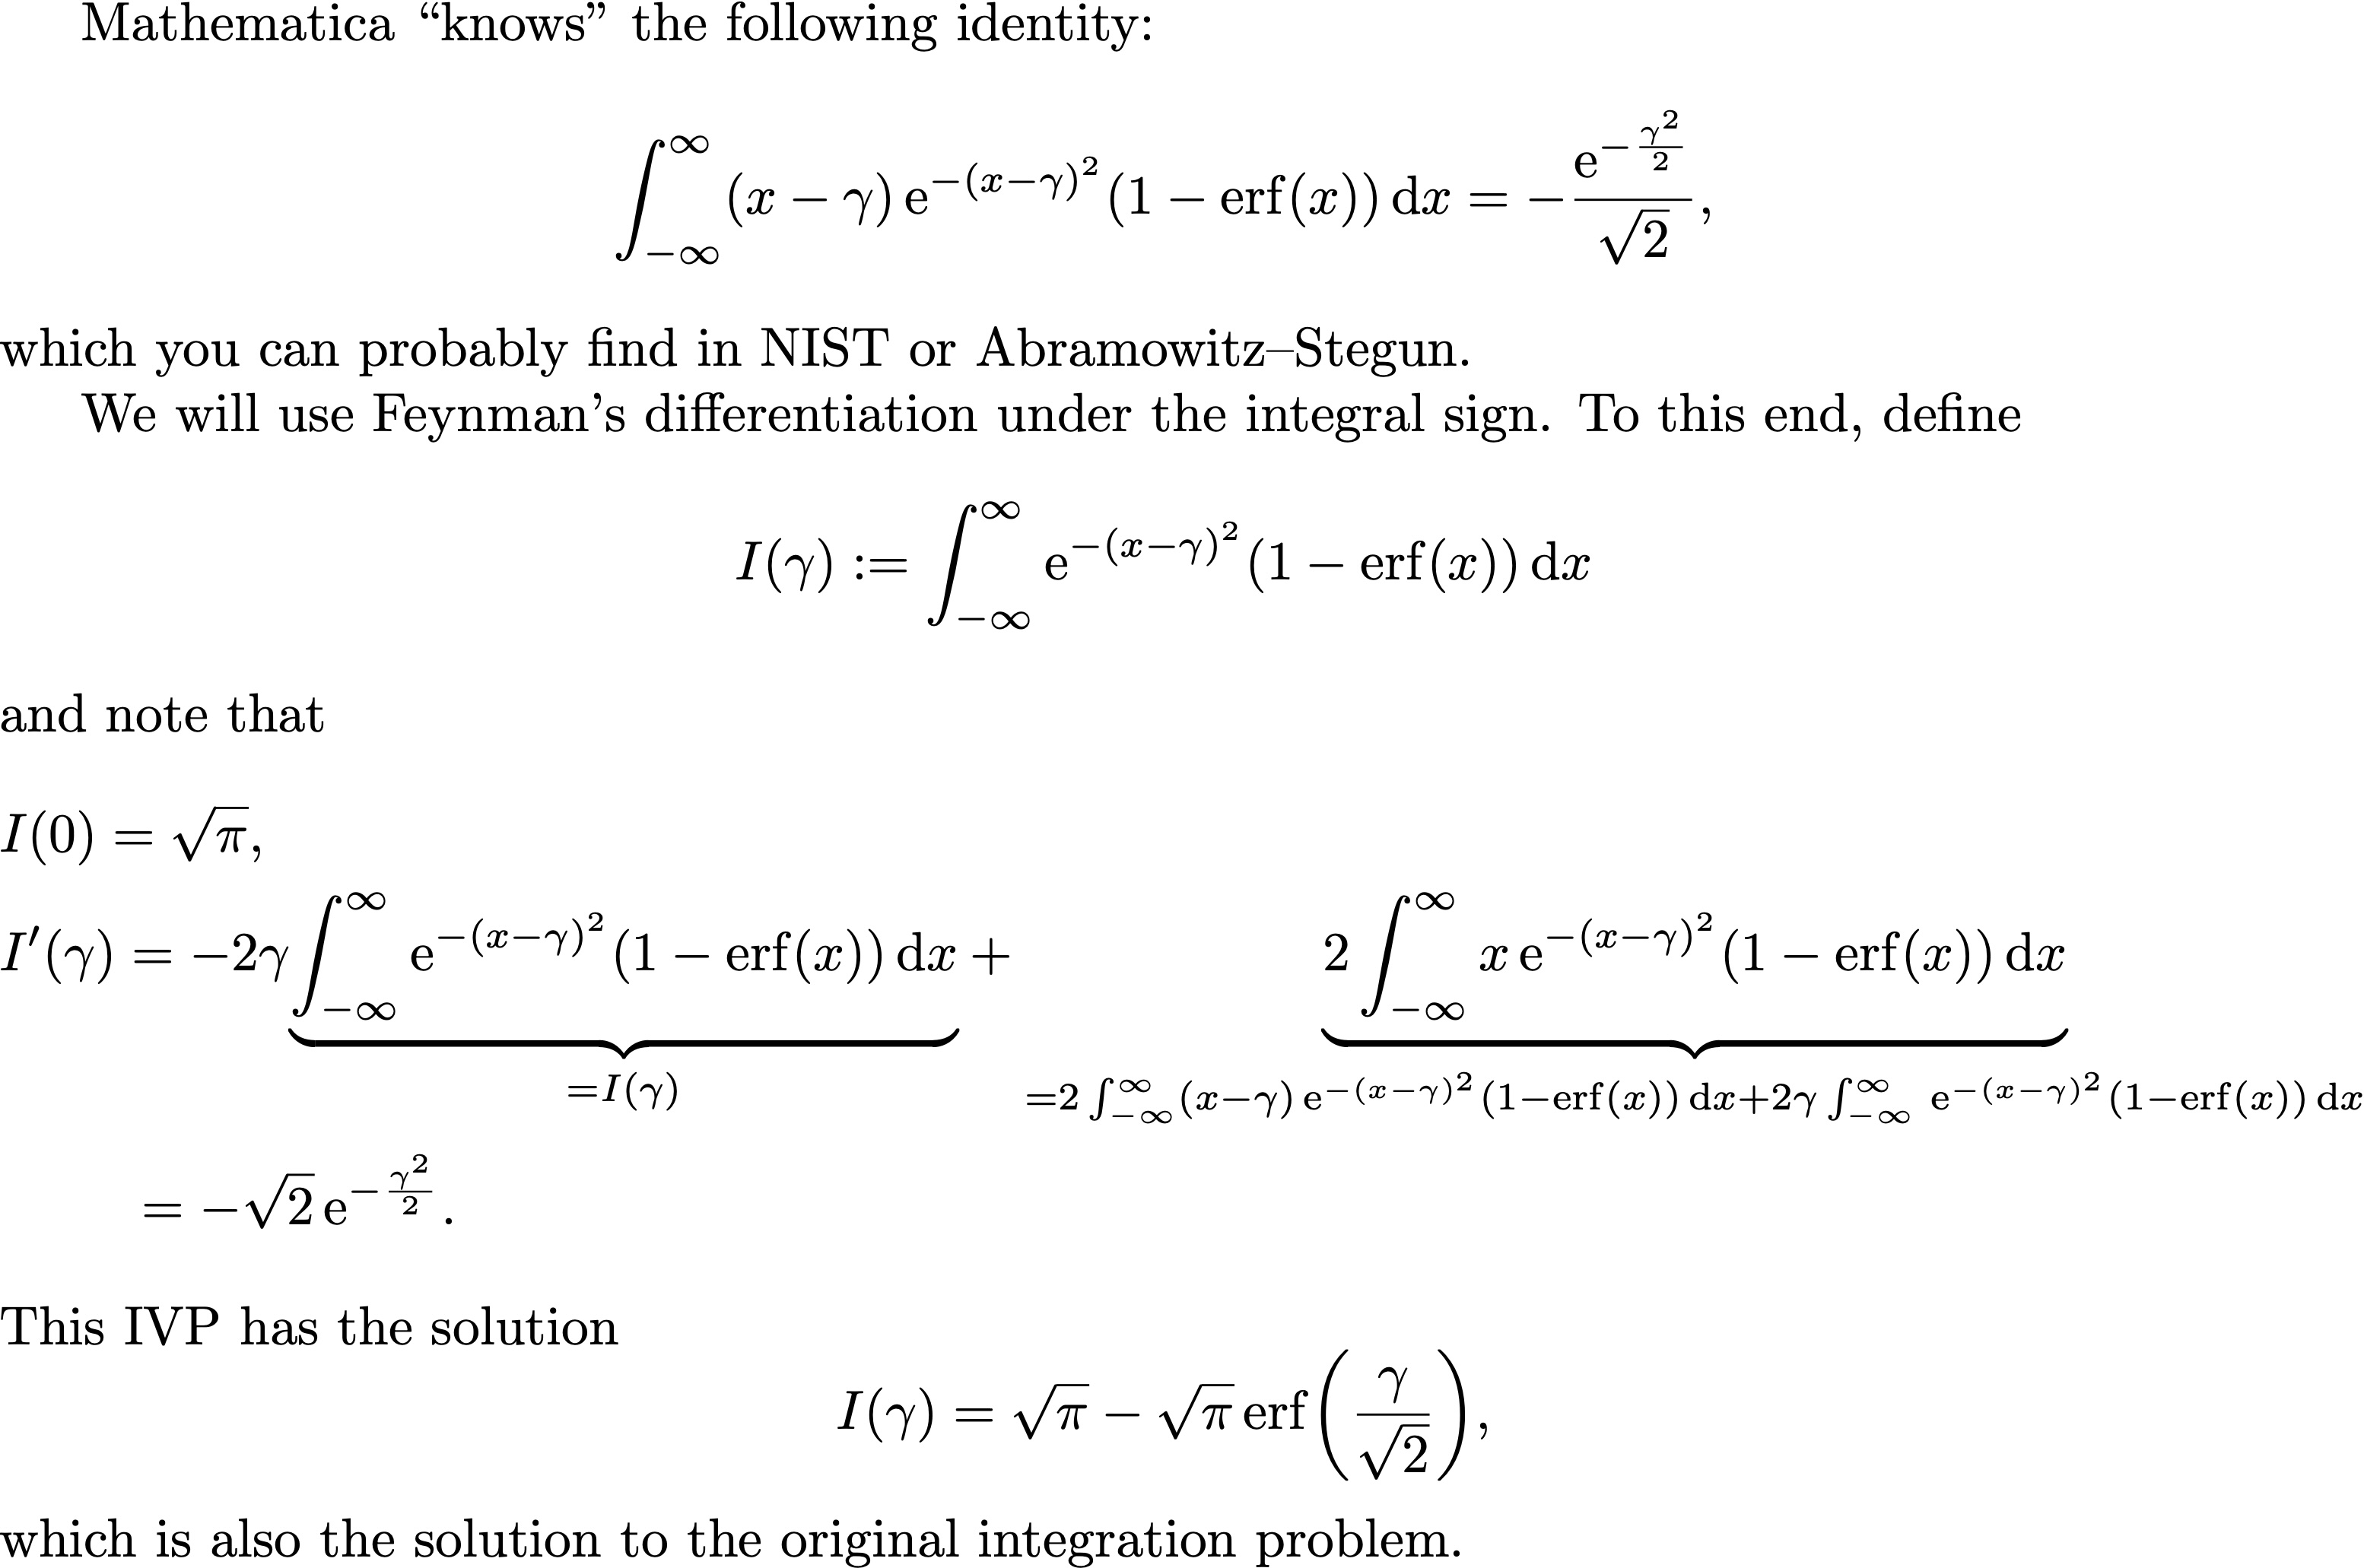 Mathematica “knows” the following identity:
$$\int_{-\infty}^{\infty} (x-\gamma)\, \mathrm{e}^{-(x-\gamma)^2} (1-\operatorname{erf}(x))\, \mathrm{d}x = -\frac{\mathrm{e}^{-\frac{\gamma^2}{2}}}{\sqrt{2}},$$
which you can probably find in NIST or Abramowitz–Stegun.
We will use Feynman’s differentiation under the integral sign. To this end, define
$$I(\gamma) := \int_{-\infty}^{\infty} \mathrm{e}^{-(x-\gamma)^2} (1-\operatorname{erf}(x))\, \mathrm{d}x$$
and note that
$$I(0) = \sqrt{\pi},$$
$$I'(\gamma) = -2\gamma \underbrace{\int_{-\infty}^{\infty} \mathrm{e}^{-(x-\gamma)^2} (1-\operatorname{erf}(x))\, \mathrm{d}x}_{=I(\gamma)} + \underbrace{2\int_{-\infty}^{\infty} x\, \mathrm{e}^{-(x-\gamma)^2} (1-\operatorname{erf}(x))\, \mathrm{d}x}_{=2\int_{-\infty}^{\infty} (x-\gamma)\, \mathrm{e}^{-(x-\gamma)^2} (1-\operatorname{erf}(x))\, \mathrm{d}x + 2\gamma \int_{-\infty}^{\infty} \mathrm{e}^{-(x-\gamma)^2} (1-\operatorname{erf}(x))\, \mathrm{d}x}$$
$$= -\sqrt{2}\, \mathrm{e}^{-\frac{\gamma^2}{2}}.$$
This IVP has the solution
$$I(\gamma) = \sqrt{\pi} - \sqrt{\pi}\, \operatorname{erf}\left(\frac{\gamma}{\sqrt{2}}\right),$$
which is also the solution to the original integration problem.